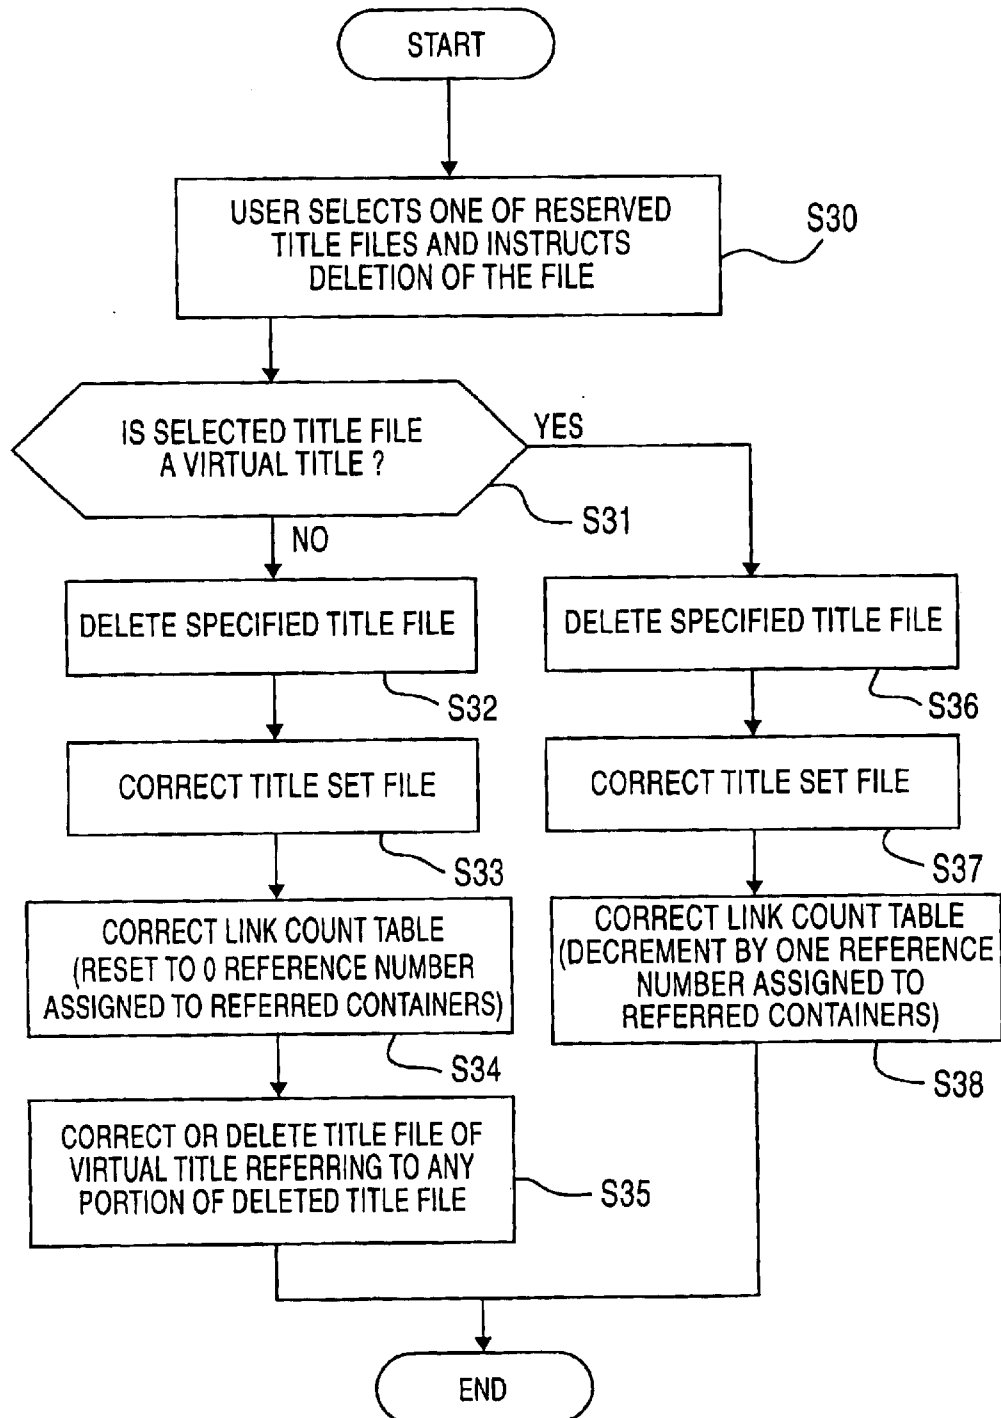 START
USER SELECTS ONE OF RESERVED
TITLE FILES AND INSTRUCTS
DELETION OF THE FILE
S30
IS SELECTED TITLE FILE
A VIRTUAL TITLE ?
YES
S31
NO
DELETE SPECIFIED TITLE FILE
S32
CORRECT TITLE SET FILE
S33
CORRECT LINK COUNT TABLE
(RESET TO 0 REFERENCE NUMBER
ASSIGNED TO REFERRED CONTAINERS)
S34
CORRECT OR DELETE TITLE FILE OF
VIRTUAL TITLE REFERRING TO ANY
PORTION OF DELETED TITLE FILE
S35
DELETE SPECIFIED TITLE FILE
S36
CORRECT TITLE SET FILE
S37
CORRECT LINK COUNT TABLE
(DECREMENT BY ONE REFERENCE
NUMBER ASSIGNED TO
REFERRED CONTAINERS)
S38
END